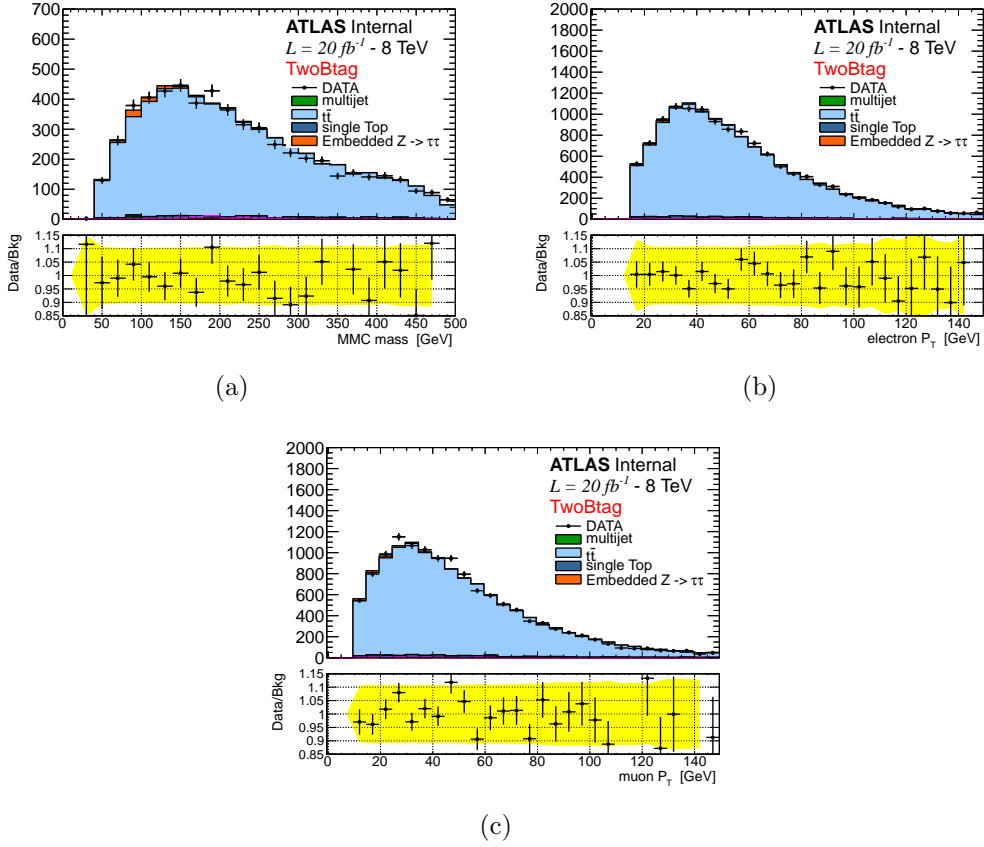 700
600
500
400
300
200
100
0
ATLAS Internal
L = 20 fb⁻¹ - 8 TeV
TwoBtag
DATA
multijet
tt̄
single Top
Embedded Z -> ττ
Data/Bkg
1.15
1.1
1.05
1
0.95
0.9
0.85
0 50 100 150 200 250 300 350 400 450 500
MMC mass [GeV]
(a)
2000
1800
1600
1400
1200
1000
800
600
400
200
0
ATLAS Internal
L = 20 fb⁻¹ - 8 TeV
TwoBtag
DATA
multijet
tt̄
single Top
Embedded Z -> ττ
Data/Bkg
1.15
1.1
1.05
1
0.95
0.9
0.85
0 20 40 60 80 100 120 140
electron P_T [GeV]
(b)
2000
1800
1600
1400
1200
1000
800
600
400
200
0
ATLAS Internal
L = 20 fb⁻¹ - 8 TeV
TwoBtag
DATA
multijet
tt̄
single Top
Embedded Z -> ττ
Data/Bkg
1.15
1.1
1.05
1
0.95
0.9
0.85
0 20 40 60 80 100 120 140
muon P_T [GeV]
(c)